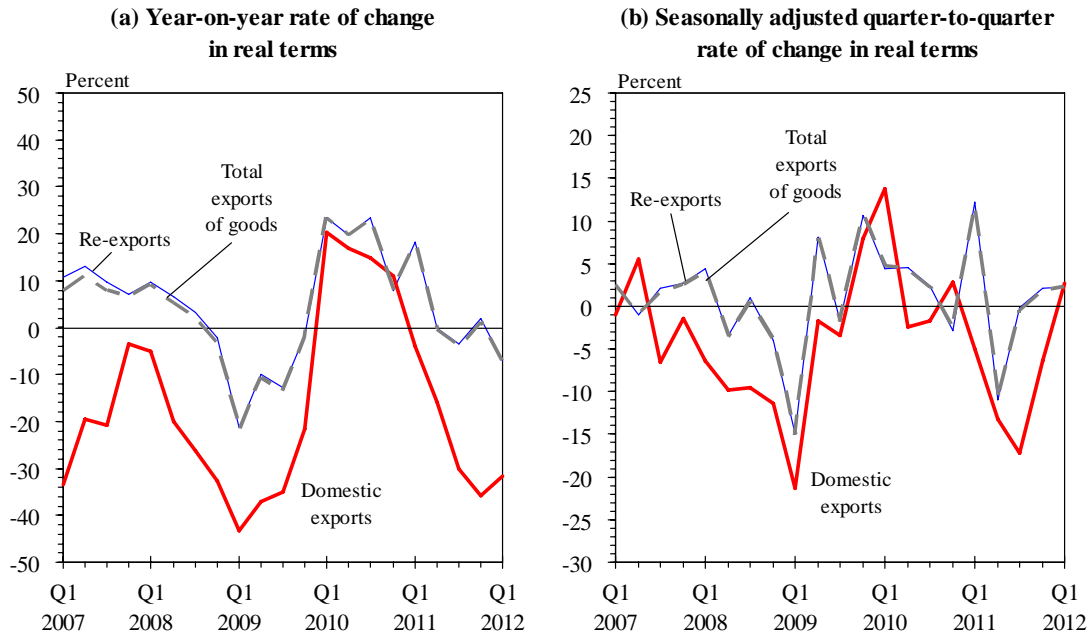 (a) Year-on-year rate of change
in real terms
Percent
50
40
30
20
10
0
-10
-20
-30
-40
-50
Total
exports
of goods
Re-exports
Domestic
exports
Q1 Q1 Q1 Q1 Q1 Q1
2007 2008 2009 2010 2011 2012
(b) Seasonally adjusted quarter-to-quarter
rate of change in real terms
Percent
25
20
15
10
5
0
-5
-10
-15
-20
-25
-30
Total
exports
of goods
Re-exports
Domestic
exports
Q1 Q1 Q1 Q1 Q1 Q1
2007 2008 2009 2010 2011 2012